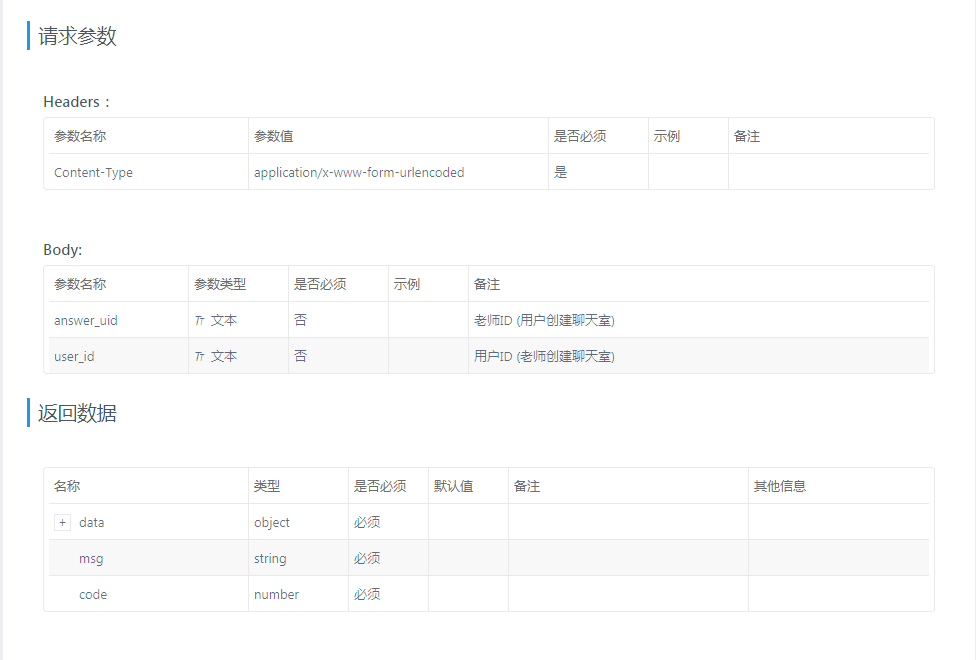 请求参数
Headers：
参数名称 参数值 是否必须 示例 备注
Content-Type application/x-www-form-urlencoded 是
Body:
参数名称 参数类型 是否必须 示例 备注
answer_uid Tr 文本 否 老师ID (用户创建聊天室)
user_id Tr 文本 否 用户ID (老师创建聊天室)
返回数据
名称 类型 是否必须 默认值 备注 其他信息
+ data object 必须
msg string 必须
code number 必须